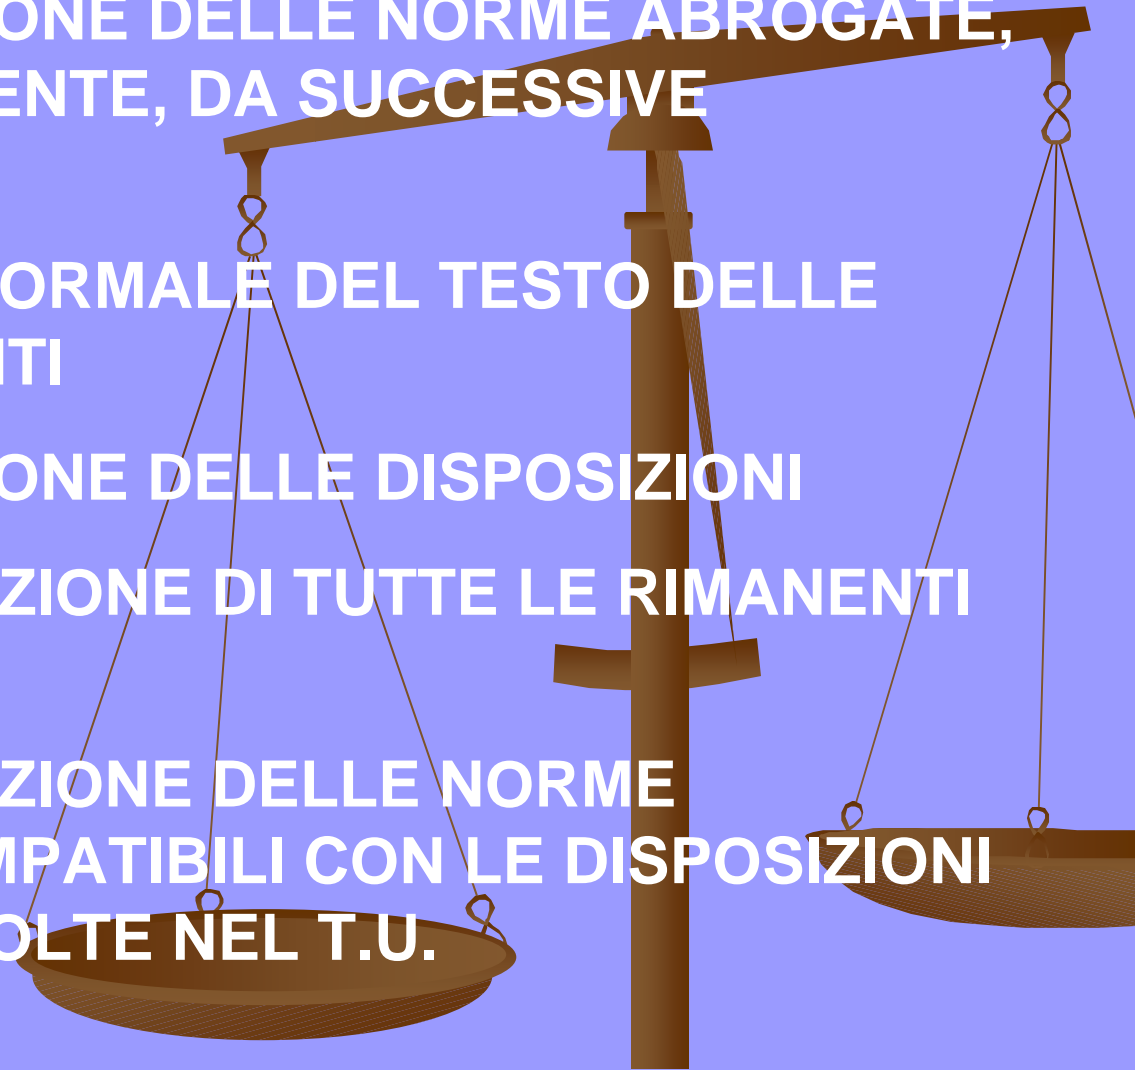 ONE DELLE NORME ABROGATE,
ENTE, DA SUCCESSIVE
ORMALE DEL TESTO DELLE
NTI
ONE DELLE DISPOSIZIONI
ZIONE DI TUTTE LE RIMANENTI
ZIONE DELLE NORME
MPATIBILI CON LE DISPOSIZIONI
OLTE NEL T.U.